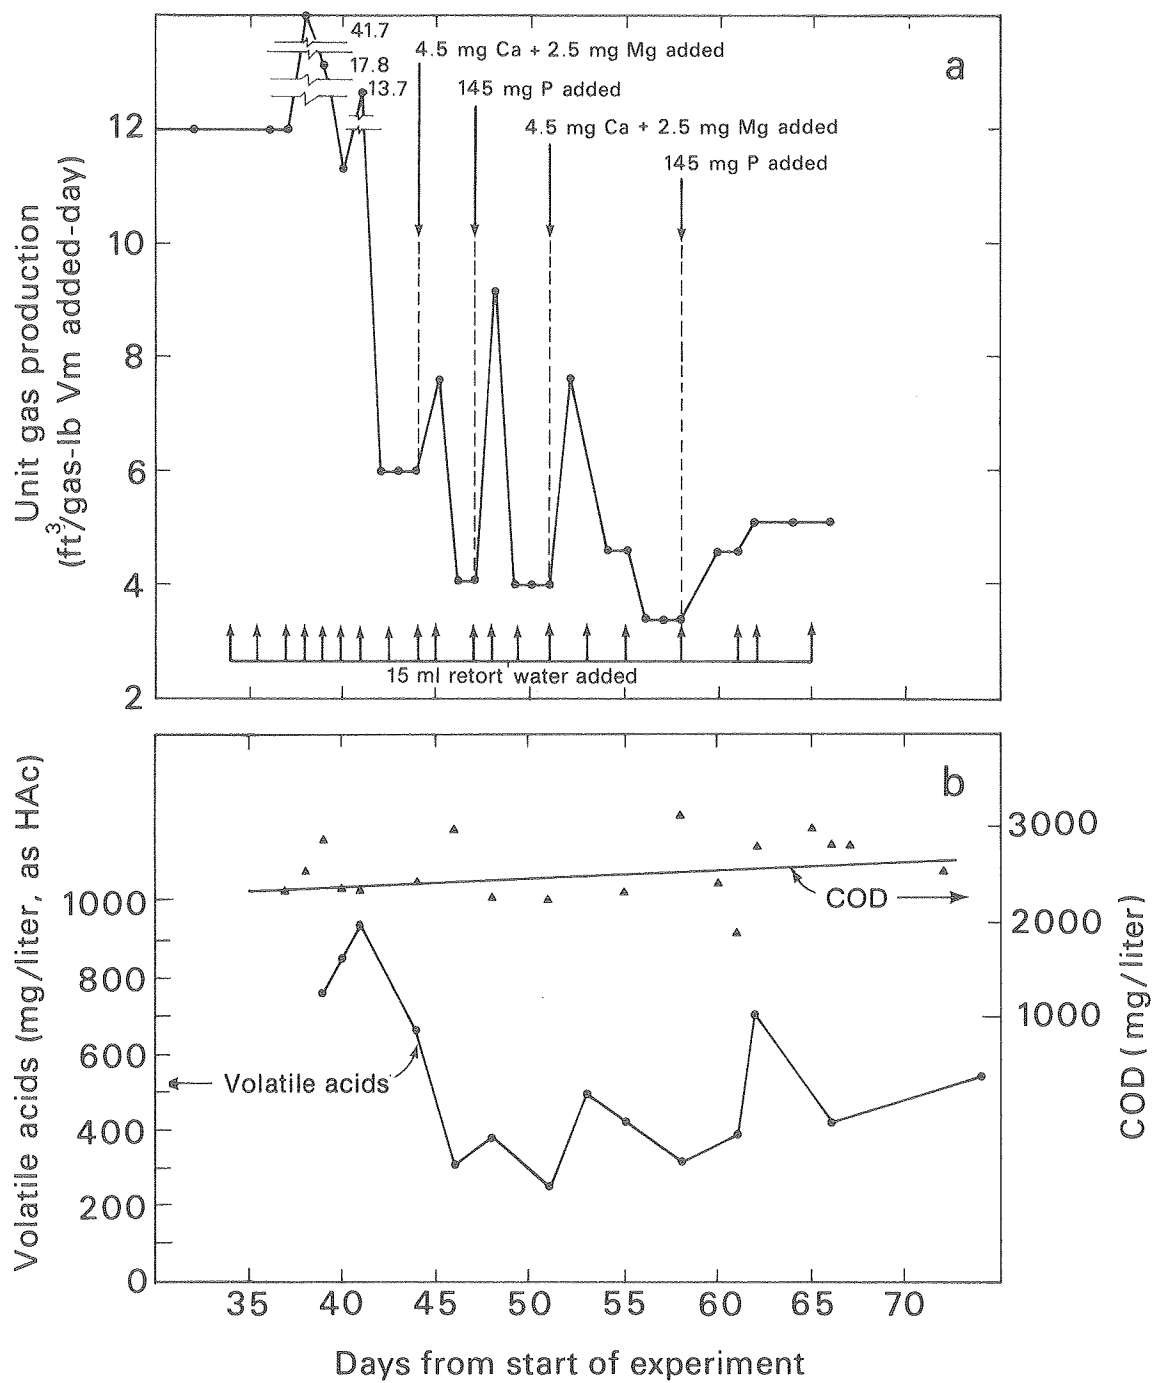 a
41.7
17.8
13.7
4.5 mg Ca + 2.5 mg Mg added
145 mg P added
4.5 mg Ca + 2.5 mg Mg added
145 mg P added
Unit gas production
(ft³/gas-lb Vm added-day)
12
10
8
6
4
2
15 ml retort water added
b
Volatile acids (mg/liter, as HAc)
1000
800
600
400
200
0
COD
Volatile acids
3000
2000
1000
COD (mg/liter)
35 40 45 50 55 60 65 70
Days from start of experiment